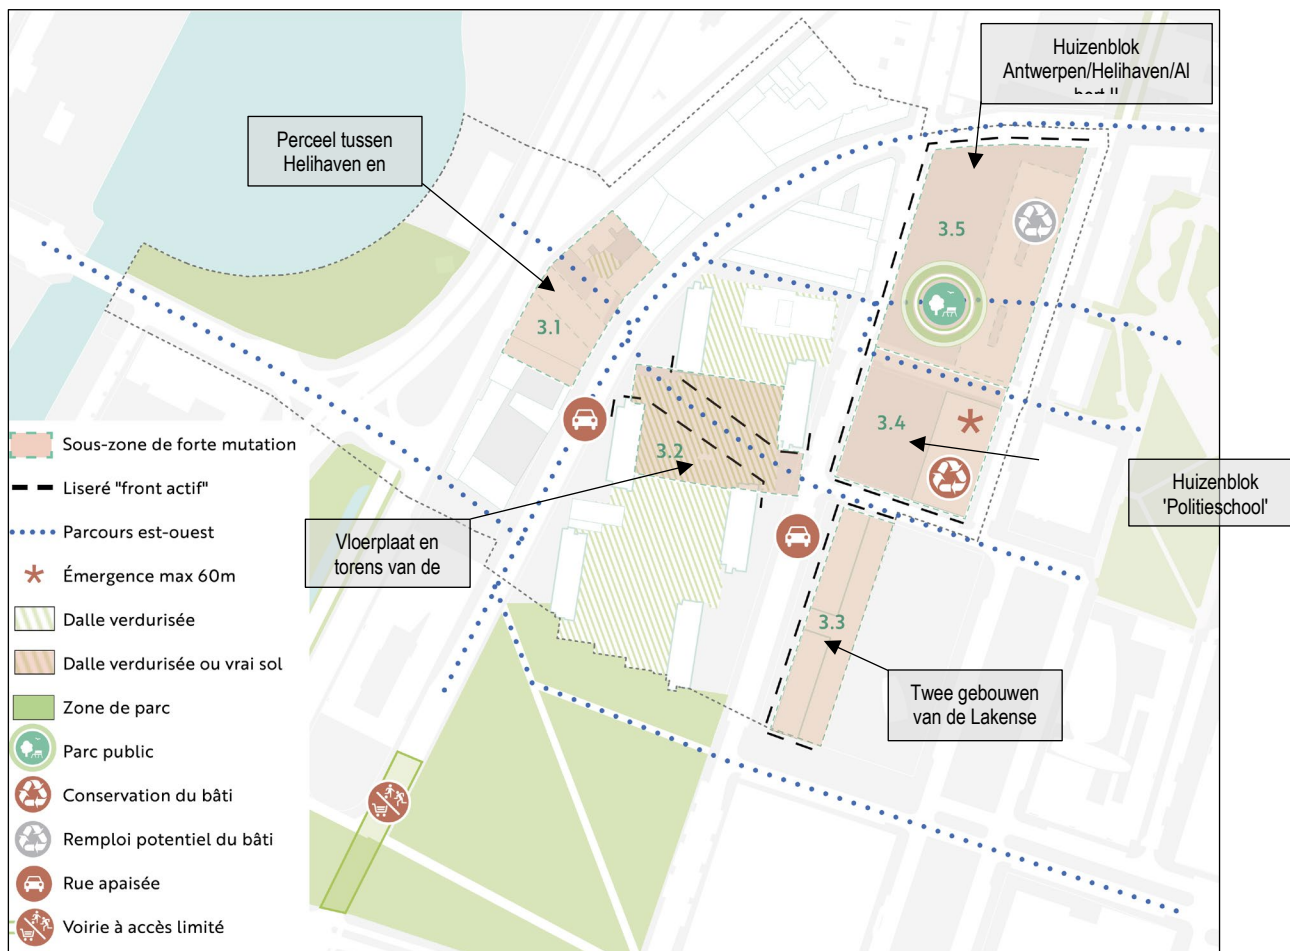 Huizenblok
Antwerpen/Helihaven/Al
Perceel tussen
Helihaven en
3.5
3.1
3.4
3.2
Huizenblok
'Politieschool'
Vloerplaat en
torens van de
3.3
Twee gebouwen
van de Lakense
Sous-zone de forte mutation
Liseré "front actif"
Parcours est-ouest
Émergence max 60m
Dalle verdurisée
Dalle verdurisée ou vrai sol
Zone de parc
Parc public
Conservation du bâti
Remploi potentiel du bâti
Rue apaisée
Voirie à accès limité